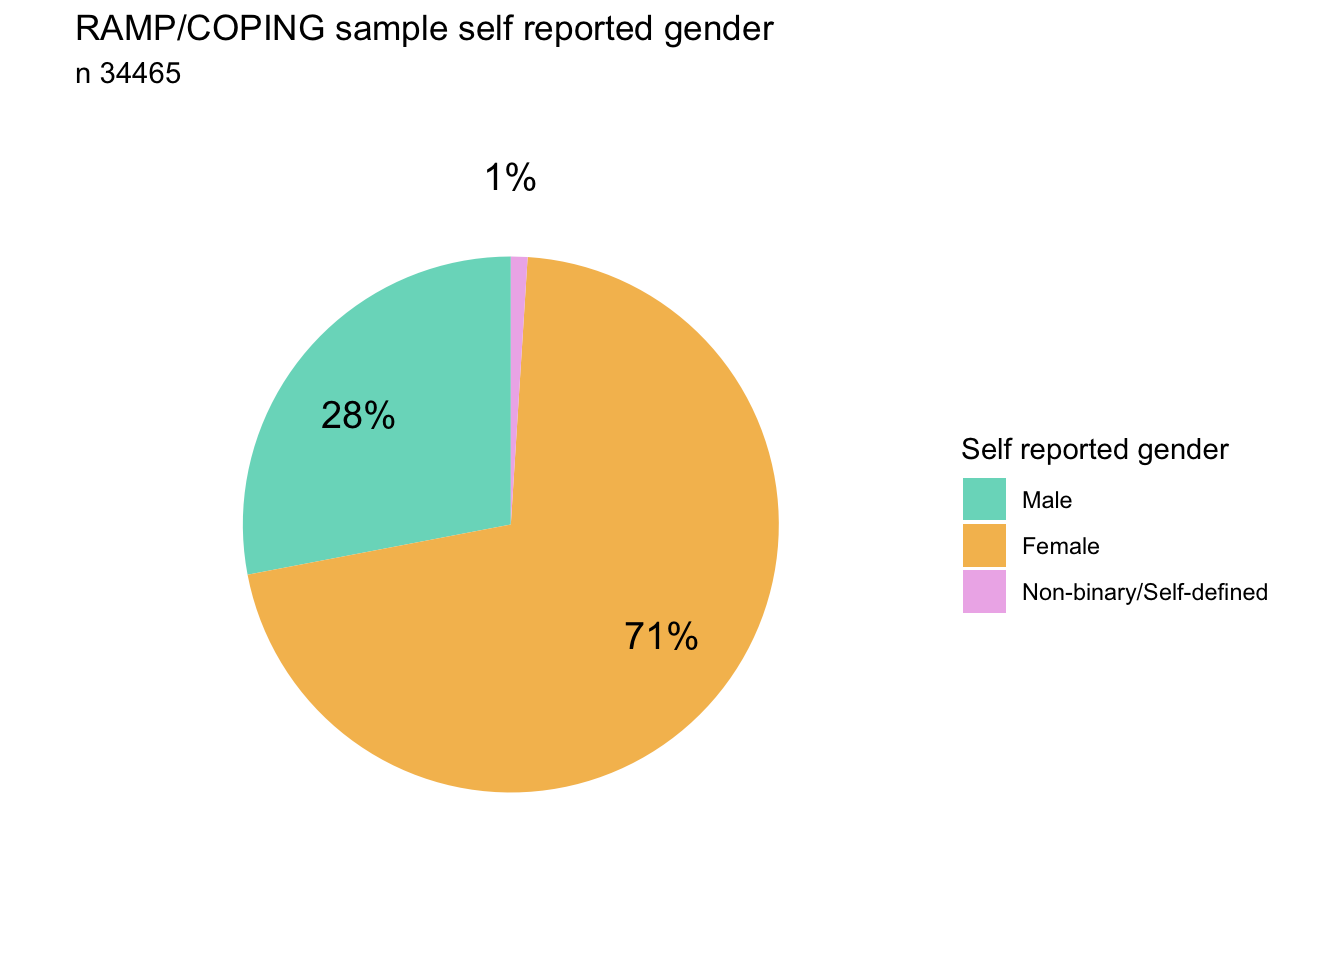 RAMP/COPING sample self reported gender
n 34465
1%
28%
71%
Self reported gender
Male
Female
Non-binary/Self-defined